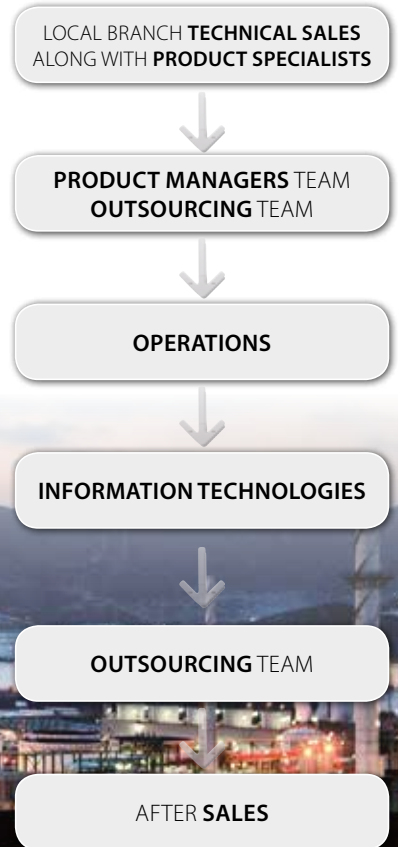 LOCAL BRANCH TECHNICAL SALES
ALONG WITH PRODUCT SPECIALISTS
PRODUCT MANAGERS TEAM
OUTSOURCING TEAM
OPERATIONS
INFORMATION TECHNOLOGIES
OUTSOURCING TEAM
AFTER SALES